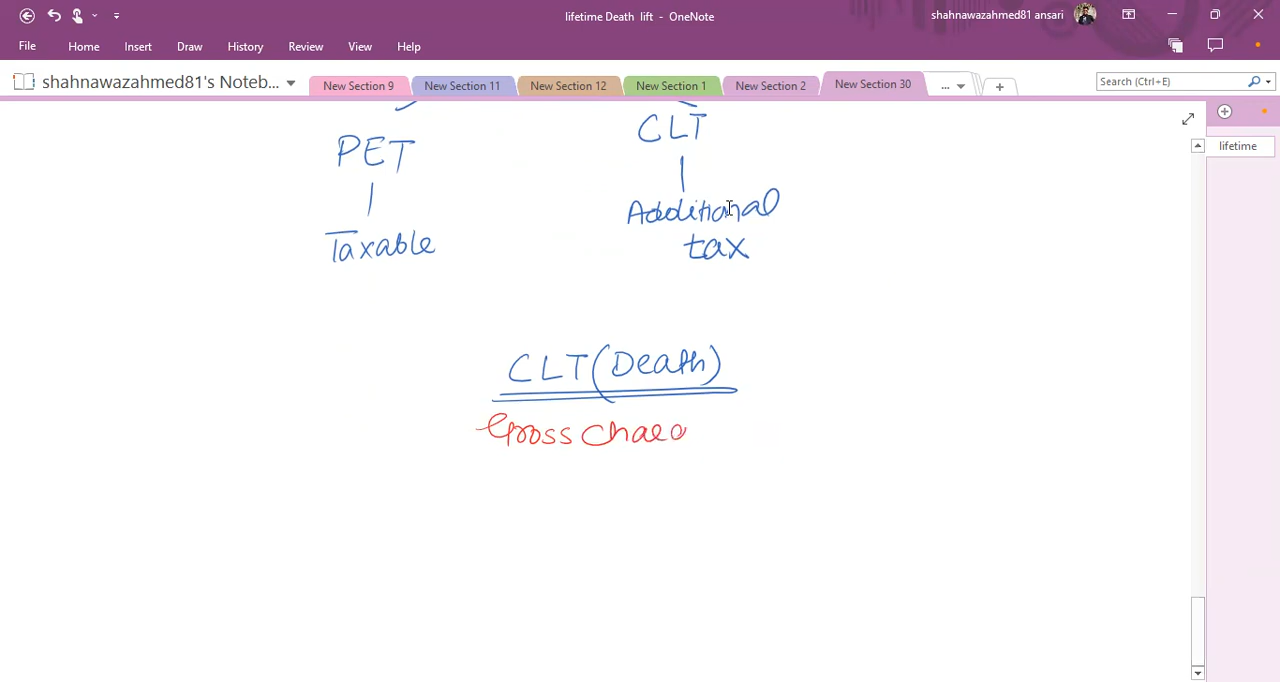 lifetime Death lift - OneNote
shahnawazahmed81 ansari
File Home Insert Draw History Review View Help
shahnawazahmed81's Noteb...
New Section 9
New Section 11
New Section 12
New Section 1
New Section 2
New Section 30
...
Search (Ctrl+E)
lifetime
PET
CLT
Taxable
Additional
tax
CLT (Death)
Gross Chae